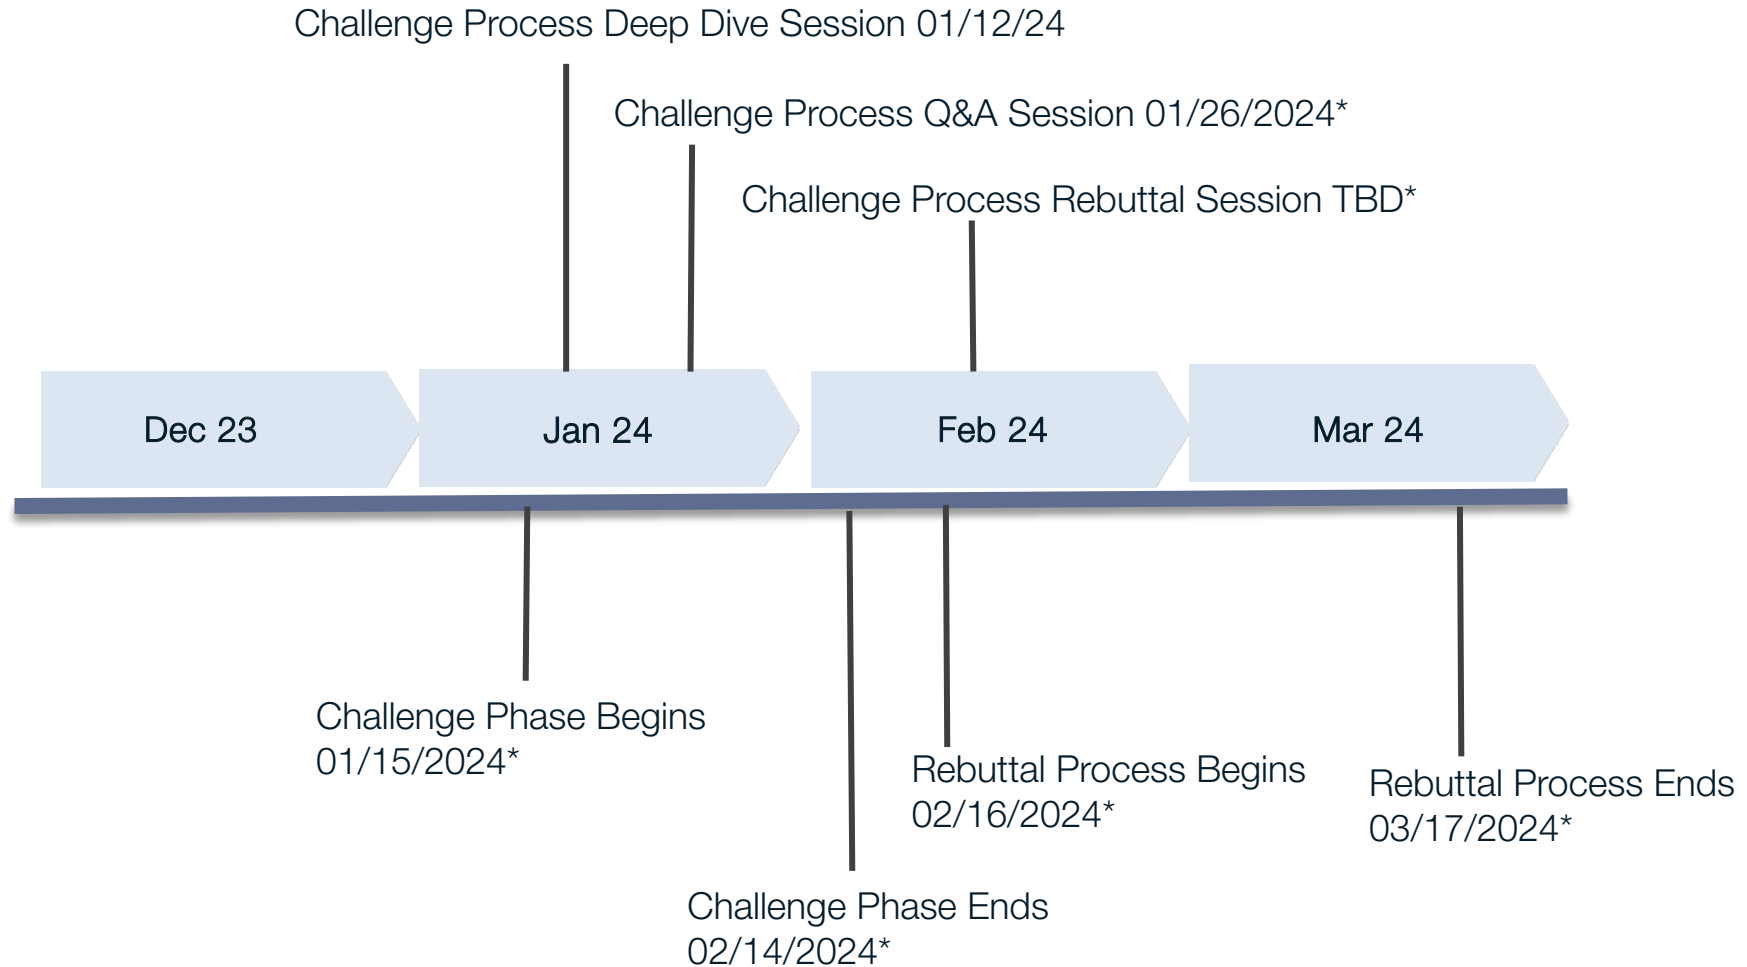 Challenge Process Deep Dive Session 01/12/24
Challenge Process Q&A Session 01/26/2024*
Challenge Process Rebuttal Session TBD*
Dec 23
Jan 24
Feb 24
Mar 24
Challenge Phase Begins
01/15/2024*
Rebuttal Process Begins
02/16/2024*
Rebuttal Process Ends
03/17/2024*
Challenge Phase Ends
02/14/2024*